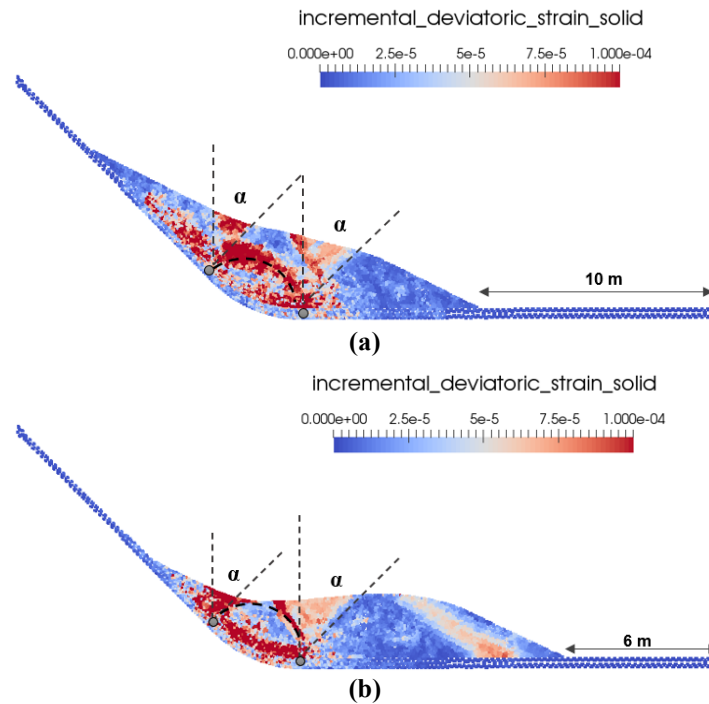 incremental_deviatoric_strain_solid
0.000e+00 2.5e-5 5e-5 7.5e-5 1.000e-04
α α
10 m
(a)
incremental_deviatoric_strain_solid
0.000e+00 2.5e-5 5e-5 7.5e-5 1.000e-04
α α
6 m
(b)